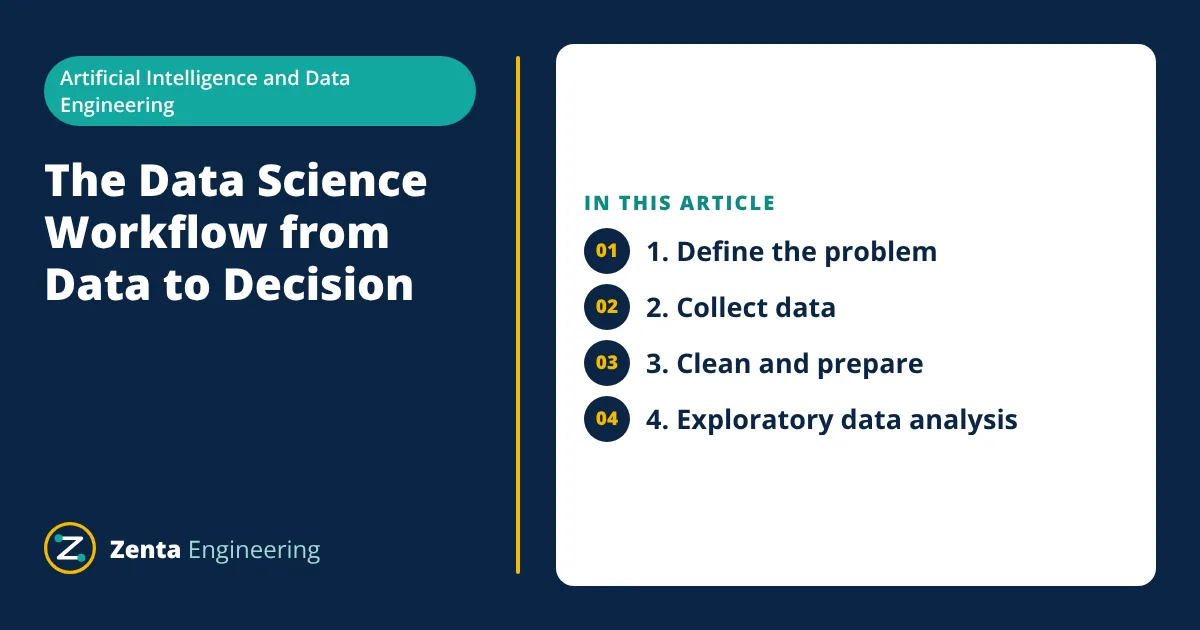 Artificial Intelligence and Data
Engineering
The Data Science
Workflow from
Data to Decision
Zenta Engineering
IN THIS ARTICLE
01 1. Define the problem
02 2. Collect data
03 3. Clean and prepare
04 4. Exploratory data analysis